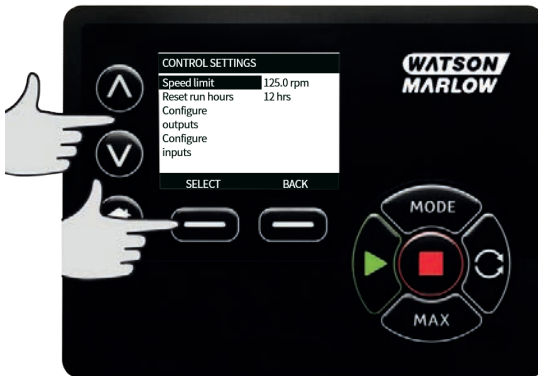 CONTROL SETTINGS
Speed limit 125.0 rpm
Reset run hours 12 hrs
Configure
outputs
Configure
inputs
SELECT BACK
WATSON
MARLOW
MODE
MAX